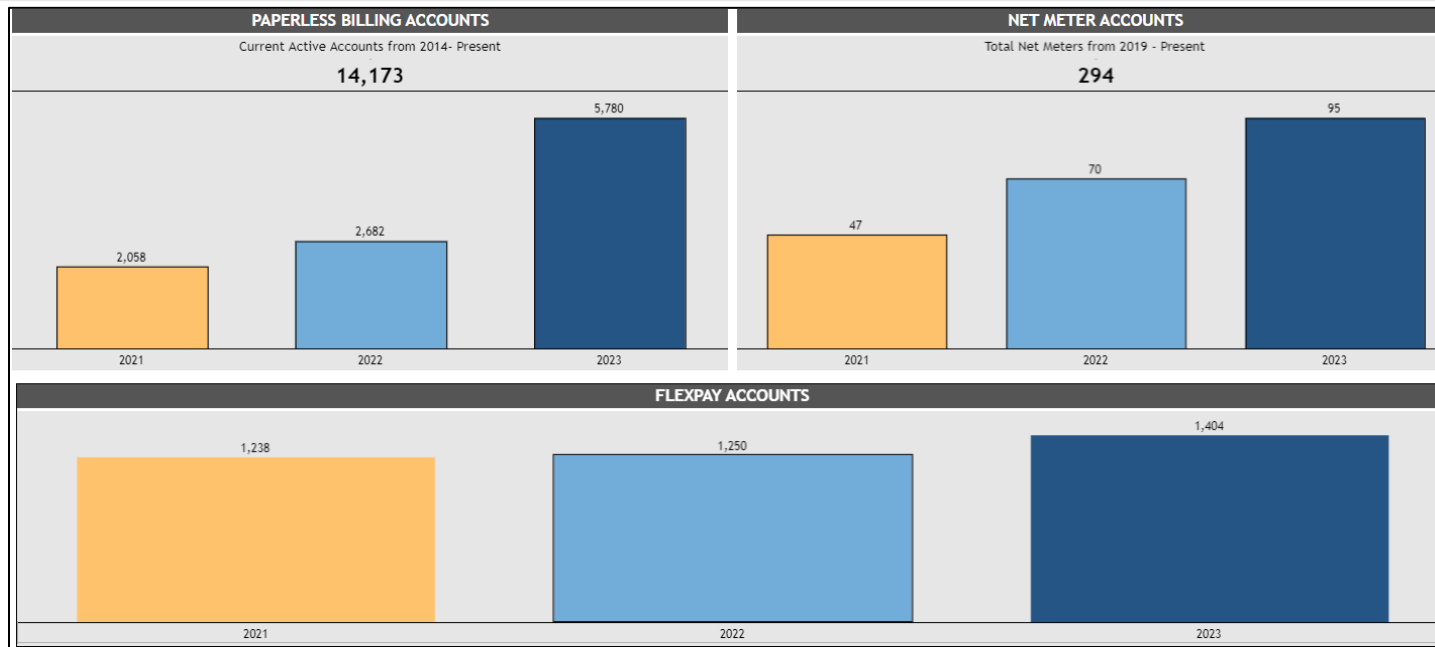 PAPERLESS BILLING ACCOUNTS
Current Active Accounts from 2014- Present
14,173
5,780
2,682
2,058
2021 2022 2023
NET METER ACCOUNTS
Total Net Meters from 2019 - Present
294
95
70
47
2021 2022 2023
FLEXPAY ACCOUNTS
1,404
1,238 1,250
2021 2022 2023